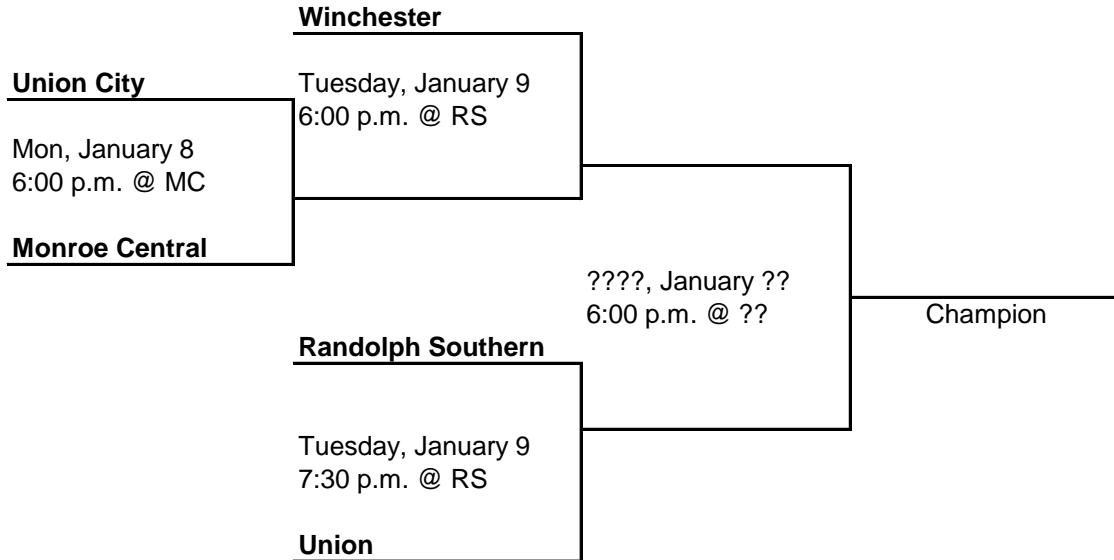 Winchester
Union City
Tuesday, January 9
6:00 p.m. @ RS
Mon, January 8
6:00 p.m. @ MC
Monroe Central
????, January ??
6:00 p.m. @ ??
Champion
Randolph Southern
Tuesday, January 9
7:30 p.m. @ RS
Union